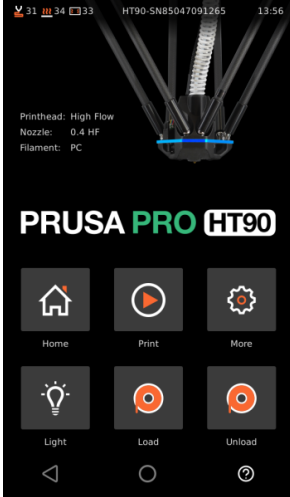 31 34 33 HT90-SN85047091265 13:56
Printhead: High Flow
Nozzle: 0.4 HF
Filament: PC
PRUSA PRO HT90
Home Print More
Light Load Unload